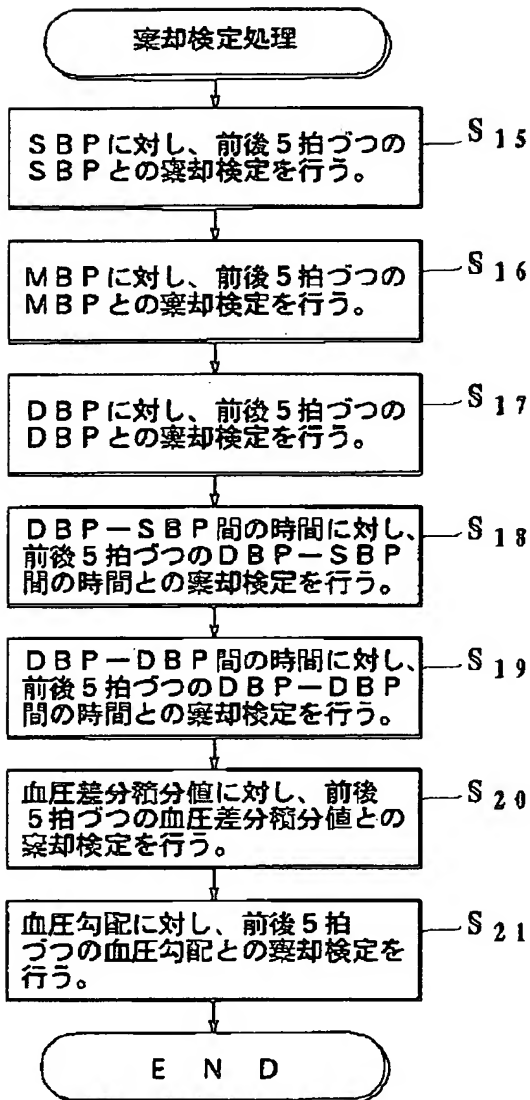 棄却検定処理
SBPに対し、前後5拍づつの
SBPとの棄却検定を行う。
S15
MBPに対し、前後5拍づつの
MBPとの棄却検定を行う。
S16
DBPに対し、前後5拍づつの
DBPとの棄却検定を行う。
S17
DBP－SBP間の時間に対し、
前後5拍づつのDBP－SBP
間の時間との棄却検定を行う。
S18
DBP－DBP間の時間に対し、
前後5拍づつのDBP－DBP
間の時間との棄却検定を行う。
S19
血圧差分積分値に対し、前後
5拍づつの血圧差分積分値との
棄却検定を行う。
S20
血圧勾配に対し、前後5拍
づつの血圧勾配との棄却検定を
行う。
S21
END